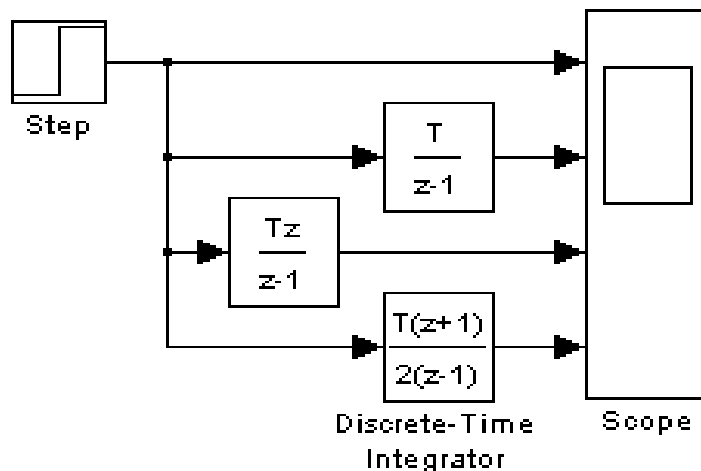 Step
T
z-1
Tz
z-1
T(z+1)
2(z-1)
Discrete-Time
Integrator
Scope